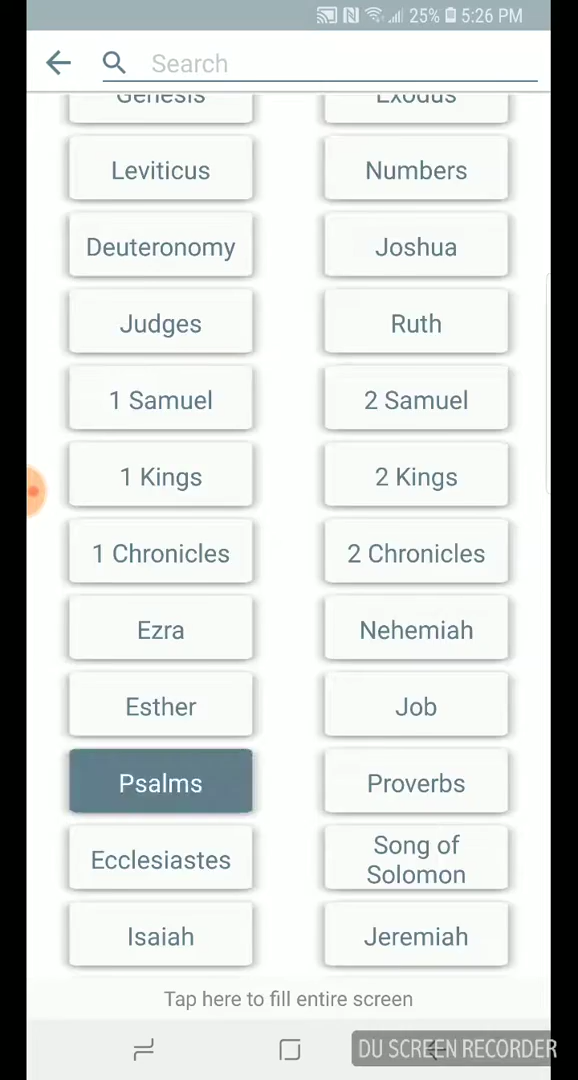 25% 5:26 PM
Search
Genesis
Exodus
Leviticus
Numbers
Deuteronomy
Joshua
Judges
Ruth
1 Samuel
2 Samuel
1 Kings
2 Kings
1 Chronicles
2 Chronicles
Ezra
Nehemiah
Esther
Job
Psalms
Proverbs
Ecclesiastes
Song of
Solomon
Isaiah
Jeremiah
Tap here to fill entire screen
DU SCREEN RECORDER